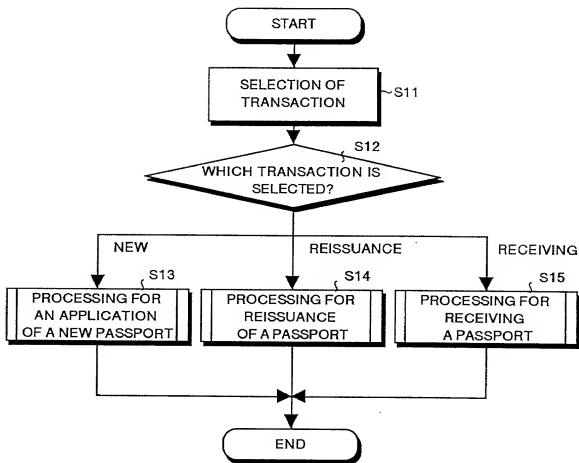 START
SELECTION OF
TRANSACTION
S11
S12
WHICH TRANSACTION IS
SELECTED?
NEW
REISSUANCE
RECEIVING
S13
S14
S15
PROCESSING FOR
AN APPLICATION
OF A NEW PASSPORT
PROCESSING FOR
REISSUANCE
OF A PASSPORT
PROCESSING FOR
RECEIVING
A PASSPORT
END